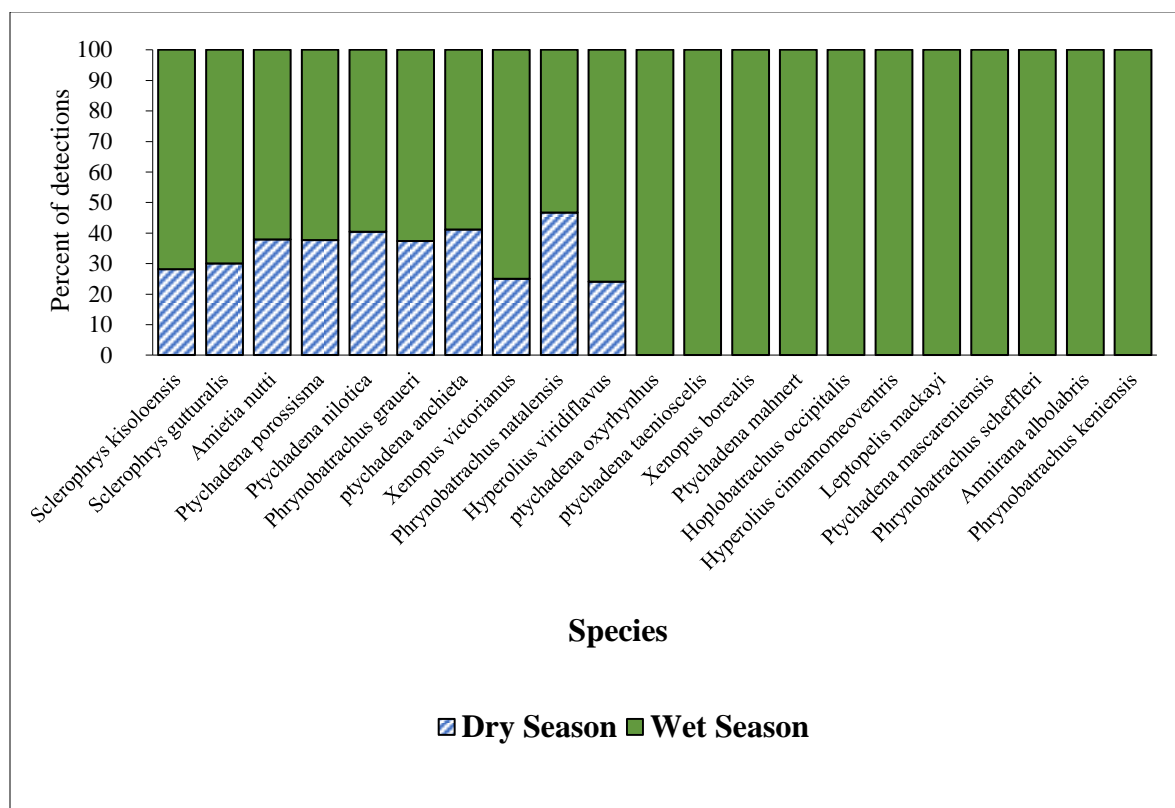 Percent of detections
100
90
80
70
60
50
40
30
20
10
0
Sclerophrys kisoloensis
Sclerophrys gutturalis
Amietia nutti
Ptychadena porossisma
Ptychadena nilotica
Phrynobatrachus graueri
ptychadena anchieta
Xenopus victorianus
Phrynobatrachus natalensis
Hyperolius viridiflavus
ptychadena oxyrhynhus
ptychadena taenioscelis
Xenopus borealis
Ptychadena mahnert
Hoplobatrachus occipitalis
Hyperolius cinnamomeoventris
Leptopelis mackayi
Ptychadena mascareniensis
Phrynobatrachus scheffleri
Amirana albolabris
Phrynobatrachus keniensis
Species
Dry Season Wet Season